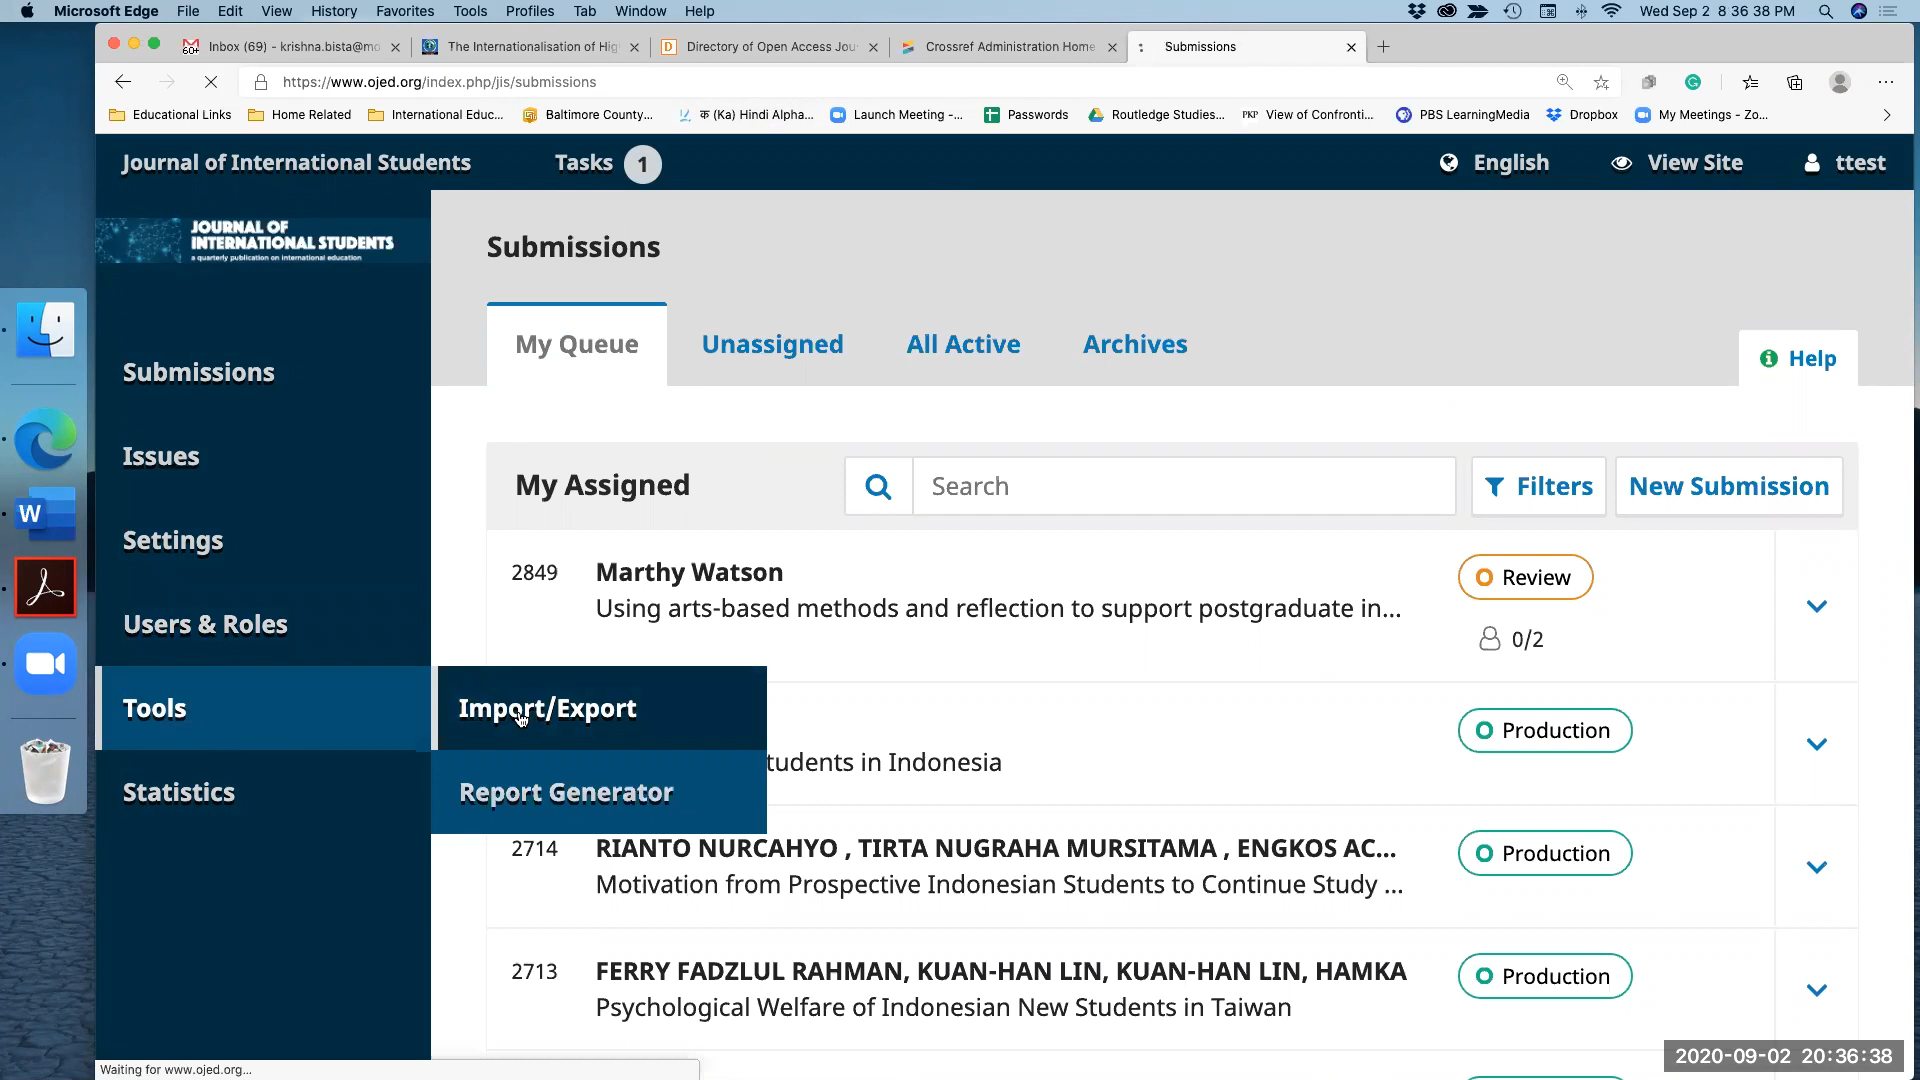 Microsoft Edge File Edit View History Favorites Tools Profiles Tab Window Help Wed Sep 2 8 36 38 PM
60+ Inbox (69) - krishna.bista@mo The Internationalisation of Hig Directory of Open Access Jou Crossref Administration Home Submissions
https://www.ojed.org/index.php/jis/submissions
Educational Links Home Related International Educ... Baltimore County... क (Ka) Hindi Alpha... Launch Meeting -... Passwords Routledge Studies... PKP View of Confronti... PBS LearningMedia Dropbox My Meetings - Zo...
Journal of International Students Tasks 1 English View Site ttest
JOURNAL OF
INTERNATIONAL STUDENTS
a quarterly publication on international education
Submissions
My Queue Unassigned All Active Archives Help
Submissions
Issues
Settings
Users & Roles
Tools
Statistics
Import/Export
Report Generator
My Assigned Search Filters New Submission
2849 Marthy Watson Review
Using arts-based methods and reflection to support postgraduate in...
0/2
Production
tudents in Indonesia
2714 RIANTO NURCAHYO , TIRTA NUGRAHA MURSITAMA , ENGKOS AC... Production
Motivation from Prospective Indonesian Students to Continue Study ...
2713 FERRY FADZLUL RAHMAN, KUAN-HAN LIN, KUAN-HAN LIN, HAMKA Production
Psychological Welfare of Indonesian New Students in Taiwan
Waiting for www.ojed.org...
2020-09-02 20:36:38
W